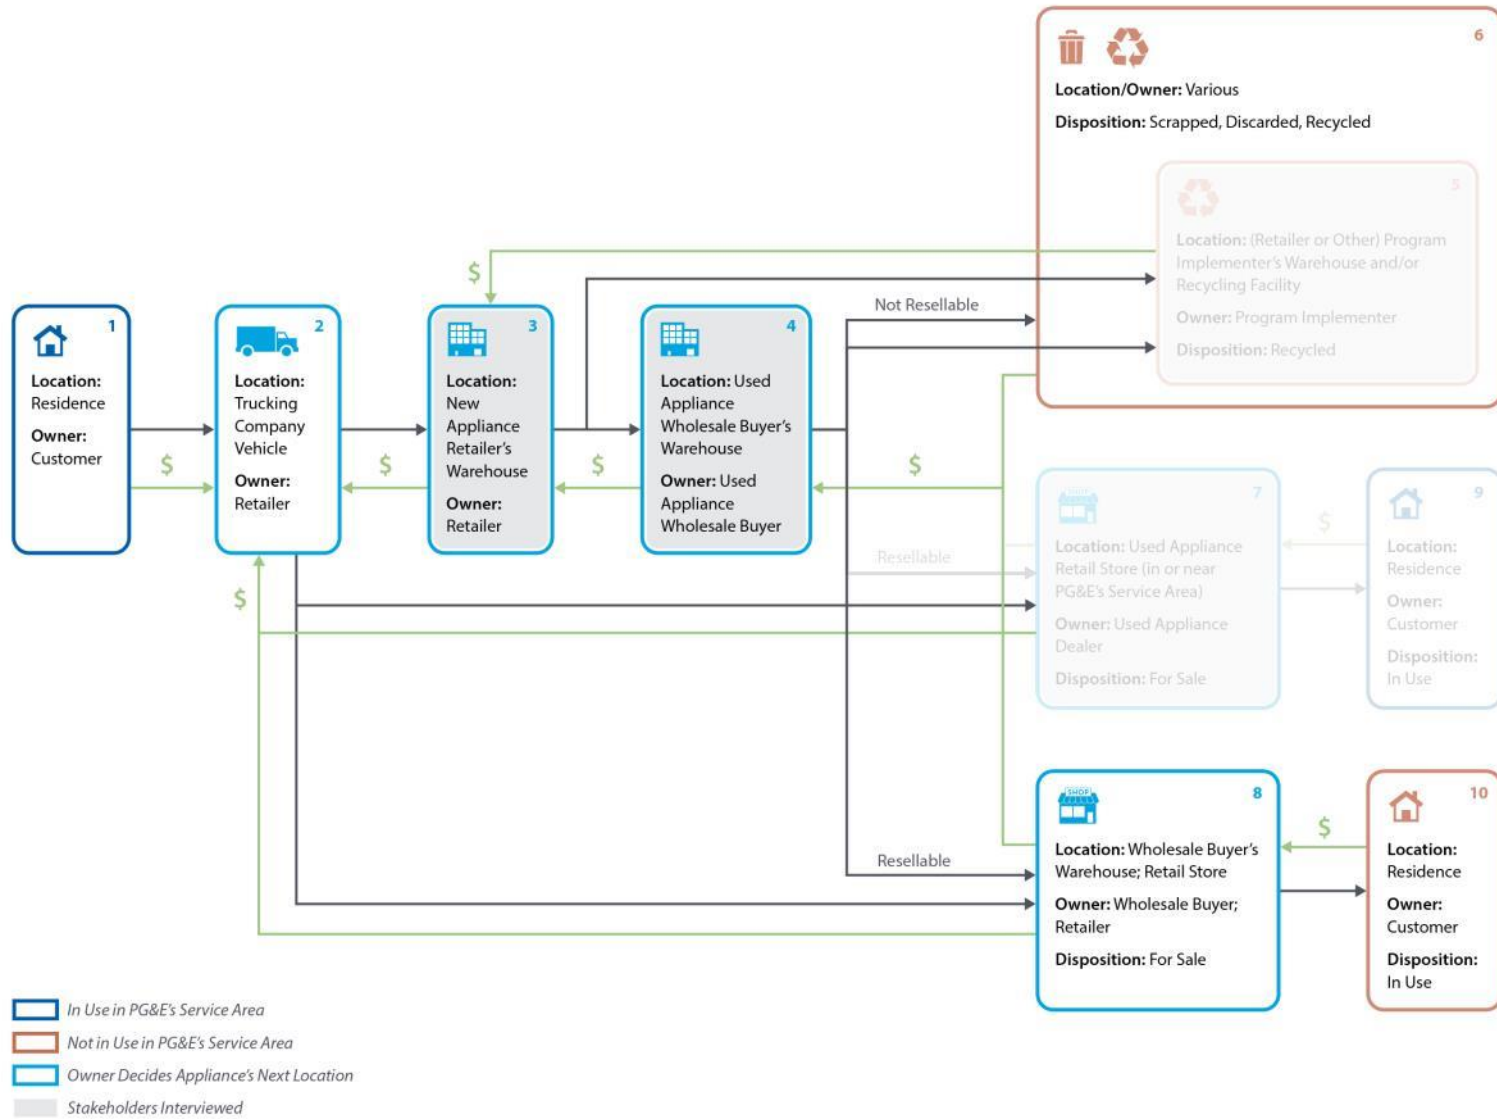 6
Location/Owner: Various
Disposition: Scrapped, Discarded, Recycled
5
Location: (Retailer or Other) Program
Implementer's Warehouse and/or
Recycling Facility
Owner: Program Implementer
Disposition: Recycled
1
Location:
Residence
Owner:
Customer
$
2
Location:
Trucking
Company
Vehicle
Owner:
Retailer
$
$
3
Location:
New
Appliance
Retailer's
Warehouse
Owner:
Retailer
$
$
4
Location: Used
Appliance
Wholesale Buyer's
Warehouse
Owner: Used
Appliance
Wholesale Buyer
Not Resellable
$
Resellable
SHOP
7
Location: Used Appliance
Retail Store (in or near
PG&E's Service Area)
Owner: Used Appliance
Dealer
Disposition: For Sale
$
9
Location:
Residence
Owner:
Customer
Disposition:
In Use
Resellable
SHOP
8
Location: Wholesale Buyer's
Warehouse; Retail Store
Owner: Wholesale Buyer;
Retailer
Disposition: For Sale
$
10
Location:
Residence
Owner:
Customer
Disposition:
In Use
In Use in PG&E's Service Area
Not in Use in PG&E's Service Area
Owner Decides Appliance's Next Location
Stakeholders Interviewed